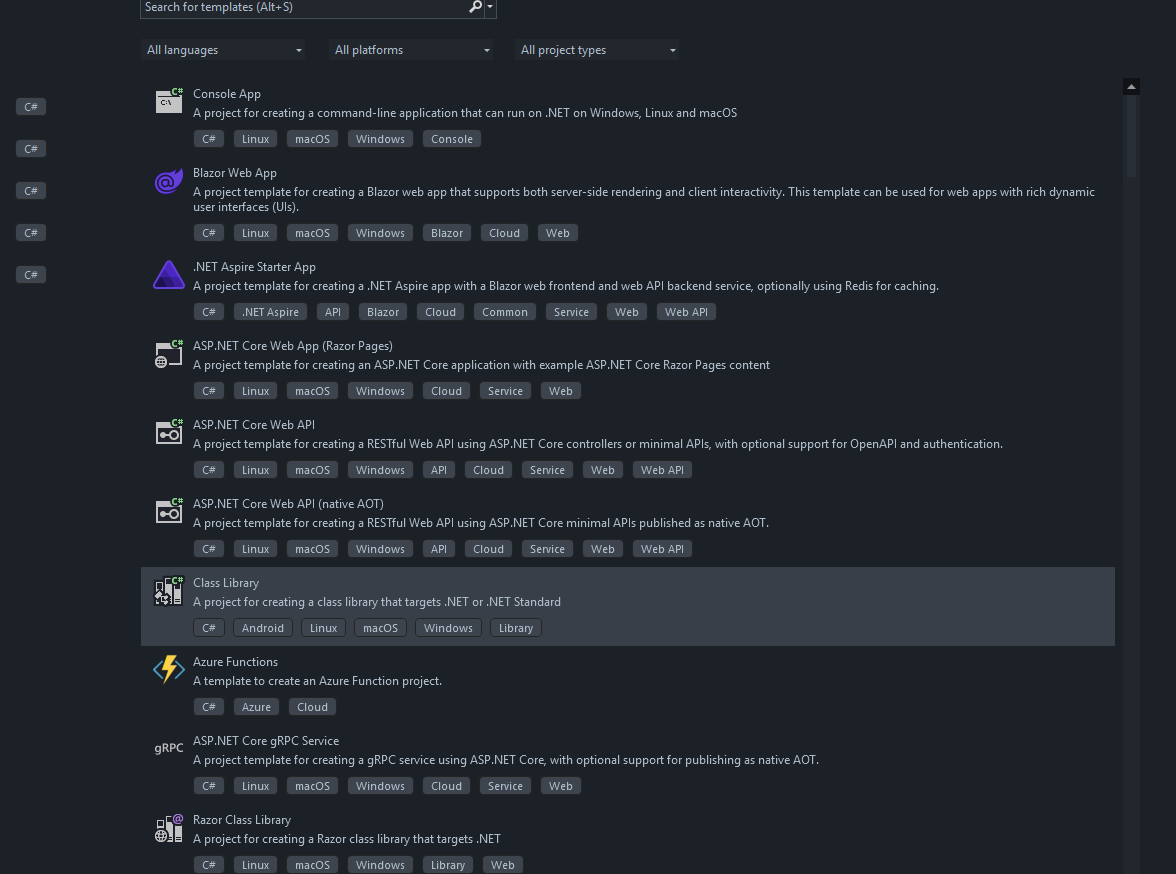 Search for templates (Alt+S)
All languages
All platforms
All project types
C#
C#
C#
C#
C#
C#
C:\
Console App
A project for creating a command-line application that can run on .NET on Windows, Linux and macOS
C# Linux macOS Windows Console
@
Blazor Web App
A project template for creating a Blazor web app that supports both server-side rendering and client interactivity. This template can be used for web apps with rich dynamic
user interfaces (UIs).
C# Linux macOS Windows Blazor Cloud Web
.NET Aspire Starter App
A project template for creating a .NET Aspire app with a Blazor web frontend and web API backend service, optionally using Redis for caching.
C# .NET Aspire API Blazor Cloud Common Service Web Web API
C#
ASP.NET Core Web App (Razor Pages)
A project template for creating an ASP.NET Core application with example ASP.NET Core Razor Pages content
C# Linux macOS Windows Cloud Service Web
C#
ASP.NET Core Web API
A project template for creating a RESTful Web API using ASP.NET Core controllers or minimal APIs, with optional support for OpenAPI and authentication.
C# Linux macOS Windows API Cloud Service Web Web API
C#
ASP.NET Core Web API (native AOT)
A project template for creating a RESTful Web API using ASP.NET Core minimal APIs published as native AOT.
C# Linux macOS Windows API Cloud Service Web Web API
C#
Class Library
A project for creating a class library that targets .NET or .NET Standard
C# Android Linux macOS Windows Library
Azure Functions
A template to create an Azure Function project.
C# Azure Cloud
gRPC
ASP.NET Core gRPC Service
A project template for creating a gRPC service using ASP.NET Core, with optional support for publishing as native AOT.
C# Linux macOS Windows Cloud Service Web
@
Razor Class Library
A project for creating a Razor class library that targets .NET
C# Linux macOS Windows Library Web